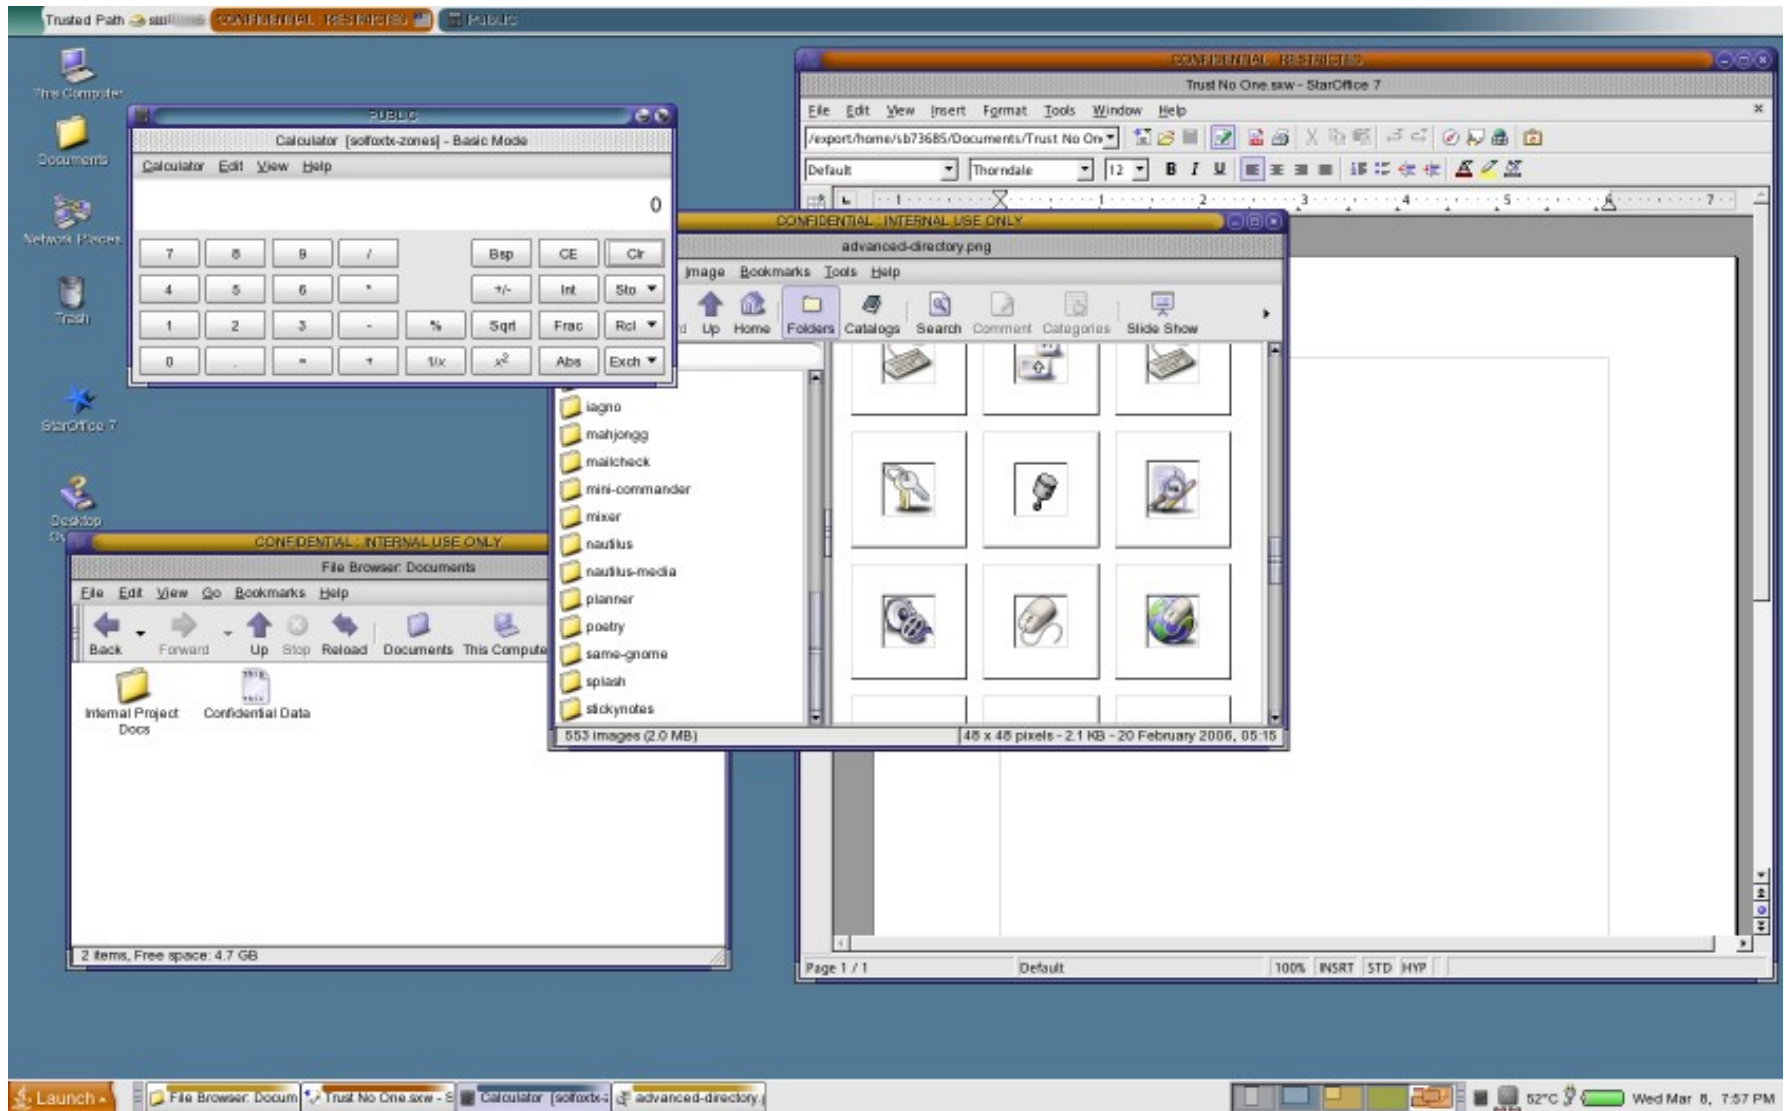 Trusted Path
CONFIDENTIAL : RESTRICTED
PUBLIC
This Computer
Documents
Network Places
Trash
StarOffice 7
Desktop
PUBLIC
Calculator [solfoxtx-zones] - Basic Mode
Calculator Edit View Help
0
7 8 9 / Bsp CE Clr
4 5 6 * +/- Int Sto
1 2 3 - % Sqrt Frac Rcl
0 . = + 1/x x² Abs Exch
CONFIDENTIAL : RESTRICTED
Trust No One.sxw - StarOffice 7
File Edit View Insert Format Tools Window Help
/export/home/sb73685/Documents/Trust No On
Default Thorndale 12 B I U
1 1 2 3 4 5 7
CONFIDENTIAL : INTERNAL USE ONLY
advanced-directory.png
Image Bookmarks Tools Help
Up Home Folders Catalogs Search Comment Categories Slide Show
iagno
mahjongg
mailcheck
mini-commander
mixer
nautilus
nautilus-media
planner
poetry
same-gnome
splash
stickynotes
553 images (2.0 MB)
48 x 48 pixels - 2.1 KB - 20 February 2006, 05:15
CONFIDENTIAL : INTERNAL USE ONLY
File Browser: Documents
File Edit View Go Bookmarks Help
Back Forward Up Stop Reload Documents This Compute
Internal Project
Docs
Confidential Data
2 items, Free space: 4.7 GB
Page 1 / 1 Default 100% INSRT STD HYP
Launch
File Browser: Docum
Trust No One.sxw - S
Calculator [solfoxtx-z
advanced-directory.p
52°C
Wed Mar 8, 7:57 PM